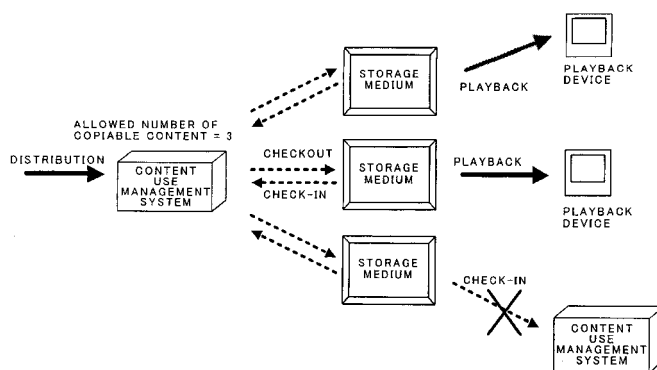 STORAGE
MEDIUM
PLAYBACK
PLAYBACK
DEVICE
ALLOWED NUMBER OF
COPIABLE CONTENT = 3
DISTRIBUTION
CONTENT
USE
MANAGEMENT
SYSTEM
CHECKOUT
CHECK-IN
STORAGE
MEDIUM
PLAYBACK
PLAYBACK
DEVICE
STORAGE
MEDIUM
CHECK-IN
CONTENT
USE
MANAGEMENT
SYSTEM